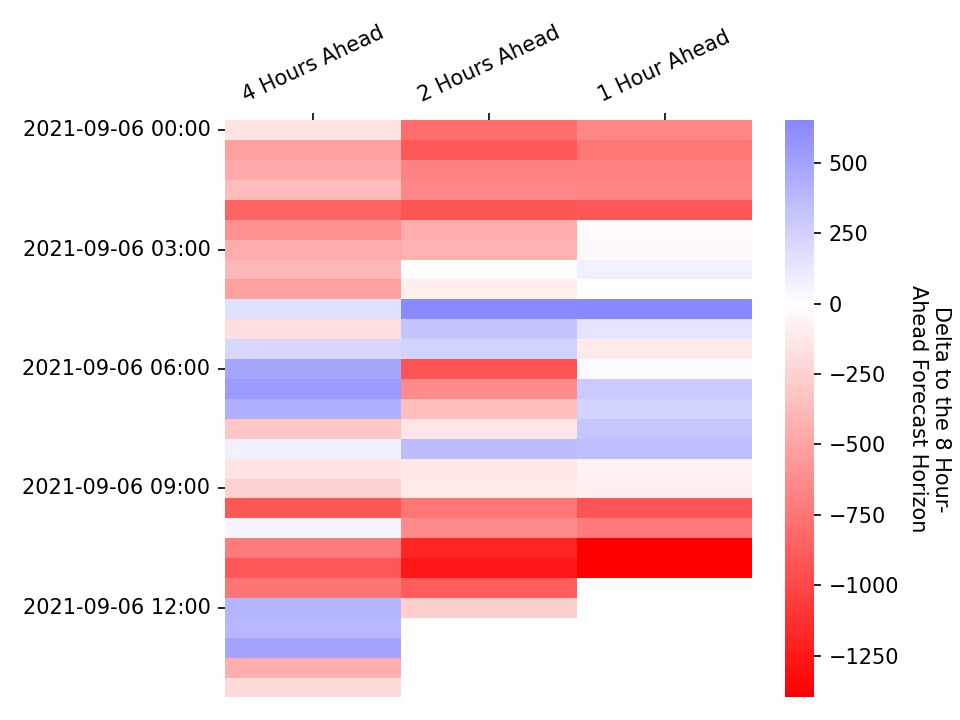 4 Hours Ahead
2 Hours Ahead
1 Hour Ahead
2021-09-06 00:00
2021-09-06 03:00
2021-09-06 06:00
2021-09-06 09:00
2021-09-06 12:00
500
250
0
−250
−500
−750
−1000
−1250
Delta to the 8 Hour-
Ahead Forecast Horizon